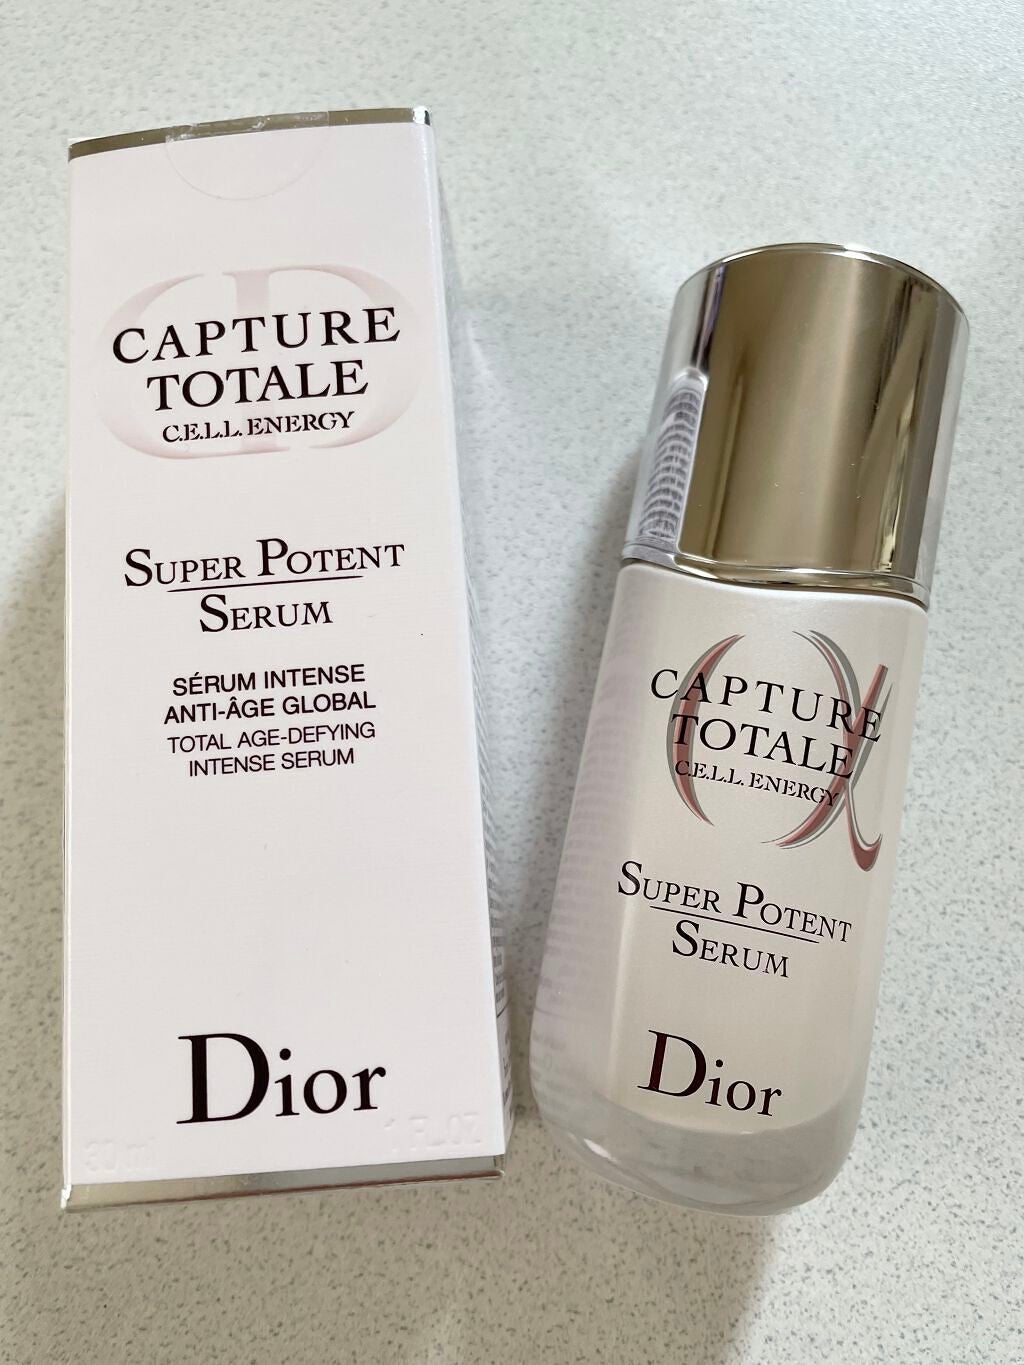 CAPTURE
TOTALE
C.E.L.L. ENERGY
SUPER POTENT
SERUM
SÉRUM INTENSE
ANTI-ÂGE GLOBAL
TOTAL AGE-DEFYING
INTENSE SERUM
Dior
30 ml 1 FL.OZ
CAPTURE
TOTALE
C.E.L.L. ENERGY
SUPER POTENT
SERUM
Dior